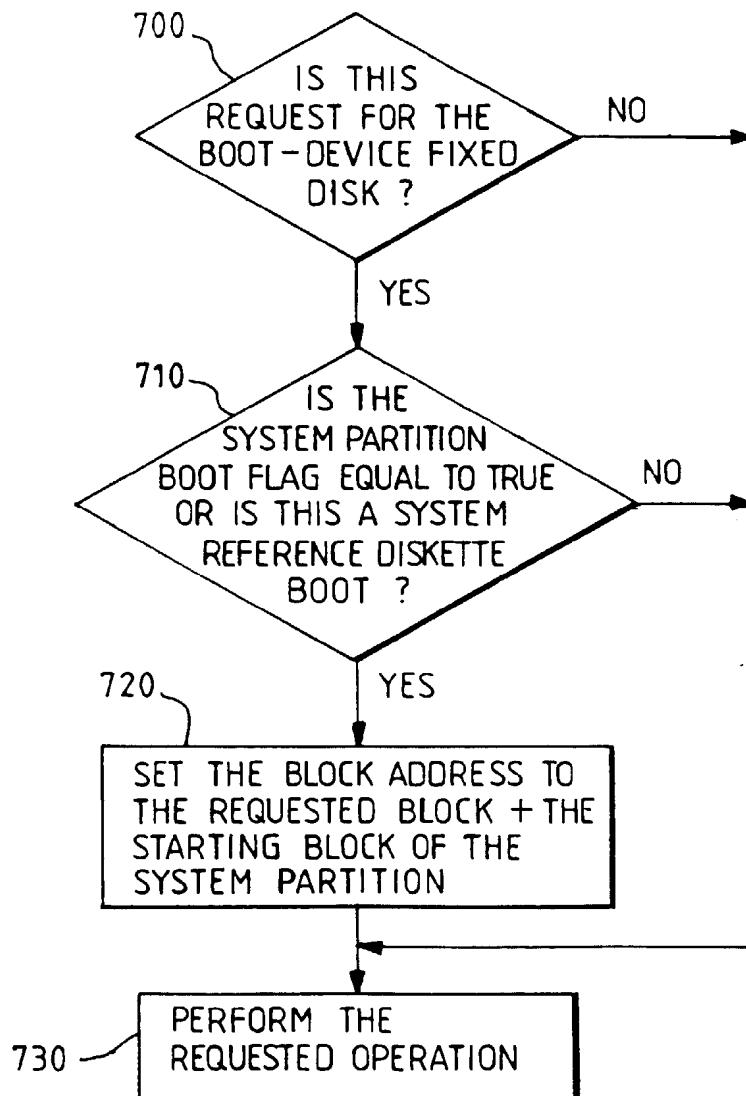 700
IS THIS
REQUEST FOR THE
BOOT-DEVICE FIXED
DISK ?
NO
YES
710
IS THE
SYSTEM PARTITION
BOOT FLAG EQUAL TO TRUE
OR IS THIS A SYSTEM
REFERENCE DISKETTE
BOOT ?
NO
YES
720
SET THE BLOCK ADDRESS TO
THE REQUESTED BLOCK + THE
STARTING BLOCK OF THE
SYSTEM PARTITION
PERFORM THE
REQUESTED OPERATION
730